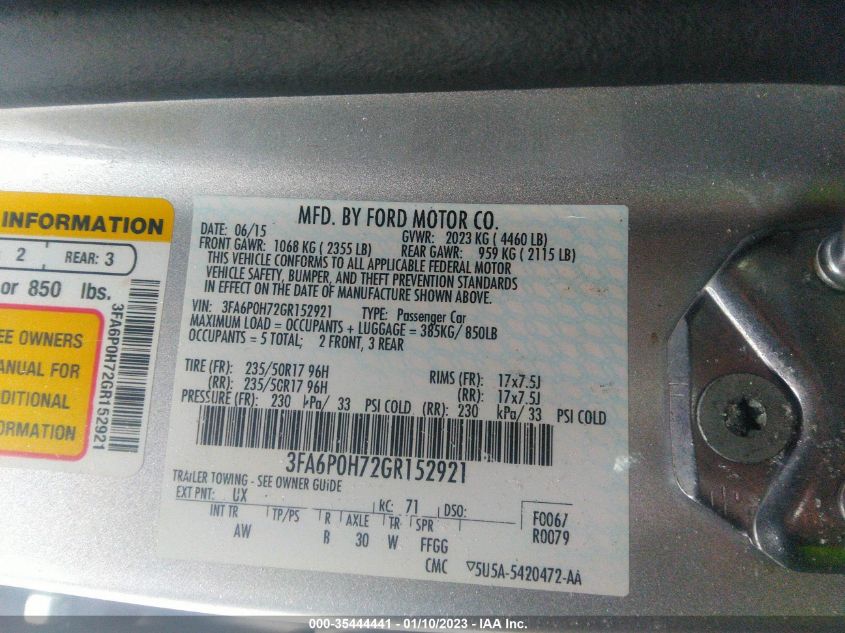 INFORMATION
2 REAR: 3
or 850 lbs.
SEE OWNERS
MANUAL FOR
ADDITIONAL
INFORMATION
3FA6P0H72GR152921
MFD. BY FORD MOTOR CO.
DATE: 06/15 GVWR: 2023 KG ( 4460 LB)
FRONT GAWR: 1068 KG ( 2355 LB) REAR GAWR: 959 KG ( 2115 LB)
THIS VEHICLE CONFORMS TO ALL APPLICABLE FEDERAL MOTOR
VEHICLE SAFETY, BUMPER, AND THEFT PREVENTION STANDARDS
IN EFFECT ON THE DATE OF MANUFACTURE SHOWN ABOVE.
VIN: 3FA6P0H72GR152921 TYPE: Passenger Car
MAXIMUM LOAD = OCCUPANTS + LUGGAGE = 385KG/ 850LB
OCCUPANTS = 5 TOTAL; 2 FRONT, 3 REAR
TIRE (FR): 235/50R17 96H RIMS (FR): 17x7.5J
(RR): 235/50R17 96H (RR): 17x7.5J
PRESSURE (FR): 230 kPa/ 33 PSI COLD (RR): 230 kPa/ 33 PSI COLD
3FA6P0H72GR152921
TRAILER TOWING - SEE OWNER GUIDE
EXT PNT: UX RC: 71 DSO:
INT TR TP/PS R AXLE TR SPR F006/
AW B 30 W FFGG R0079
CMC ▽5U5A-5420472-AA
000-35444441 - 01/10/2023 - IAA Inc.